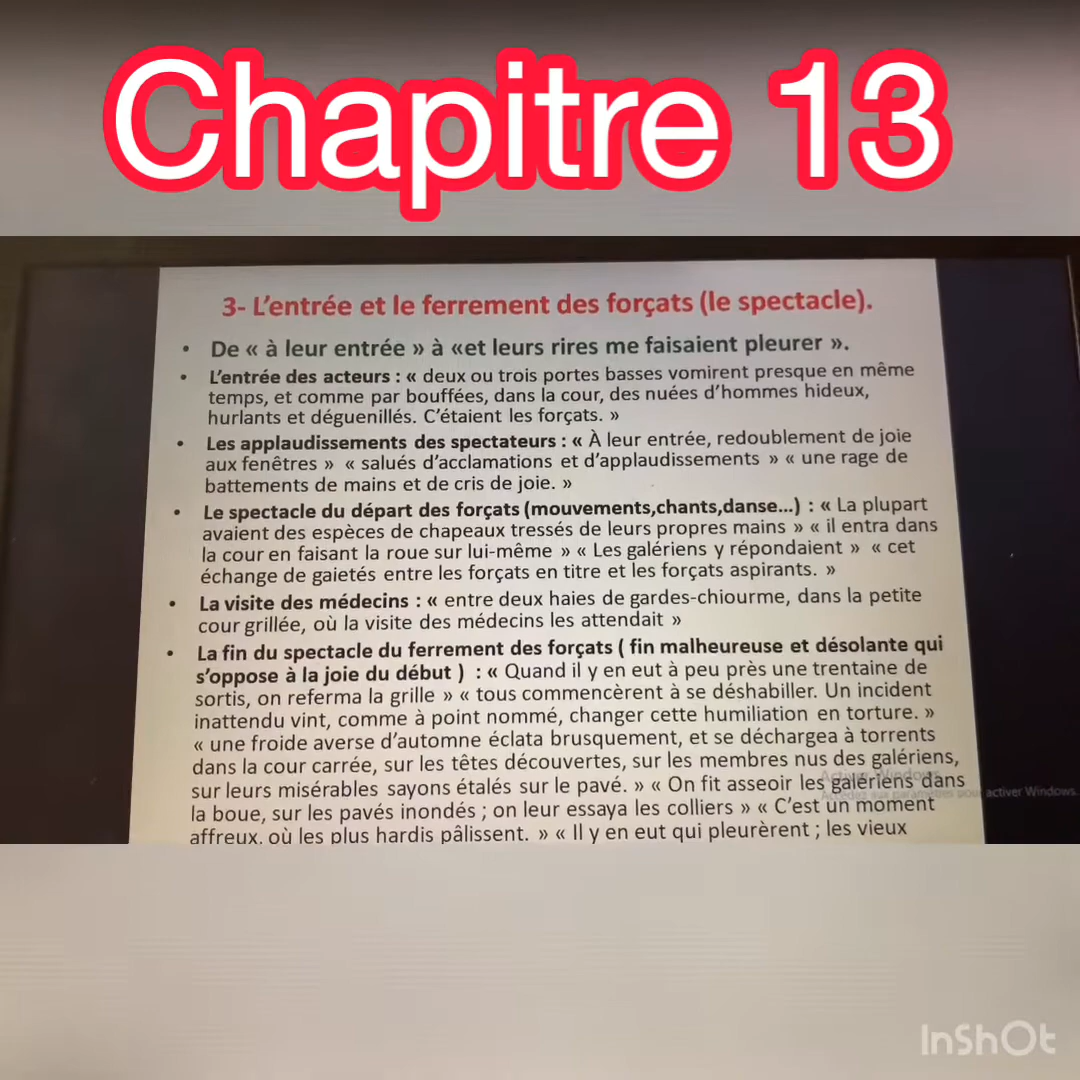 Chapitre 13
3- L'entrée et le ferrement des forçats (le spectacle).
• De « à leur entrée » à «et leurs rires me faisaient pleurer ».
• L'entrée des acteurs : « deux ou trois portes basses vomirent presque en même
temps, et comme par bouffées, dans la cour, des nuées d'hommes hideux,
hurlants et déguenillés. C'étaient les forçats. »
• Les applaudissements des spectateurs : « À leur entrée, redoublement de joie
aux fenêtres » « salués d'acclamations et d'applaudissements » « une rage de
battements de mains et de cris de joie. »
• Le spectacle du départ des forçats (mouvements,chants,danse...) : « La plupart
avaient des espèces de chapeaux tressés de leurs propres mains » « il entra dans
la cour en faisant la roue sur lui-même » « Les galériens y répondaient » « cet
échange de gaietés entre les forçats en titre et les forçats aspirants. »
• La visite des médecins : « entre deux haies de gardes-chiourme, dans la petite
cour grillée, où la visite des médecins les attendait »
• La fin du spectacle du ferrement des forçats ( fin malheureuse et désolante qui
s'oppose à la joie du début ) : « Quand il y en eut à peu près une trentaine de
sortis, on referma la grille » « tous commencèrent à se déshabiller. Un incident
inattendu vint, comme à point nommé, changer cette humiliation en torture. »
« une froide averse d'automne éclata brusquement, et se déchargea à torrents
dans la cour carrée, sur les têtes découvertes, sur les membres nus des galériens,
sur leurs misérables sayons étalés sur le pavé. » « On fit asseoir les galériens dans
la boue, sur les pavés inondés ; on leur essaya les colliers » « C'est un moment
affreux, où les plus hardis pâlissent. » « Il y en eut qui pleurèrent ; les vieux
Activer Windows
activer Windows.
InShOt